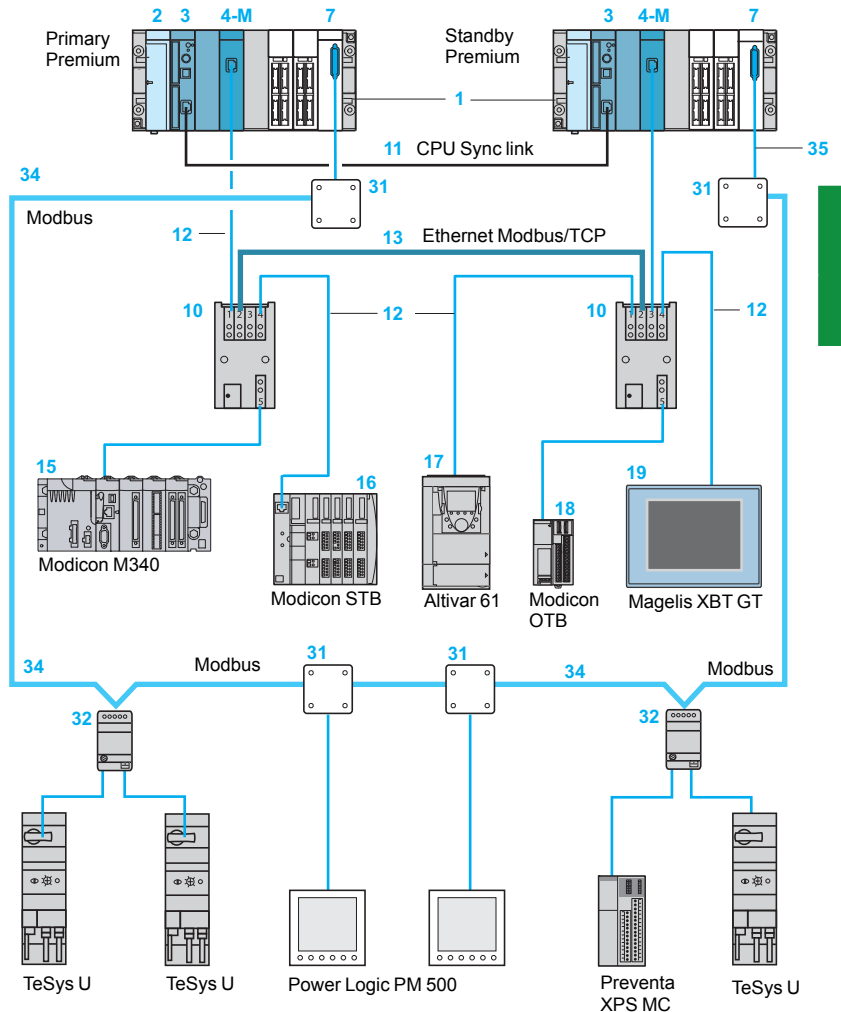 2 3 4-M 7
3 4-M 7
Primary
Premium
Standby
Premium
1
11 CPU Sync link
35
34
31
31
Modbus
12
13 Ethernet Modbus/TCP
10
1 2 3 4
5
12
10
1 2 3 4
5
12
15
Modicon M340
16
Modicon STB
17
Altivar 61
18
Modicon
OTB
19
Magelis XBT GT
34
Modbus
31
31
34
Modbus
32
32
TeSys U
TeSys U
Power Logic PM 500
Preventa
XPS MC
TeSys U